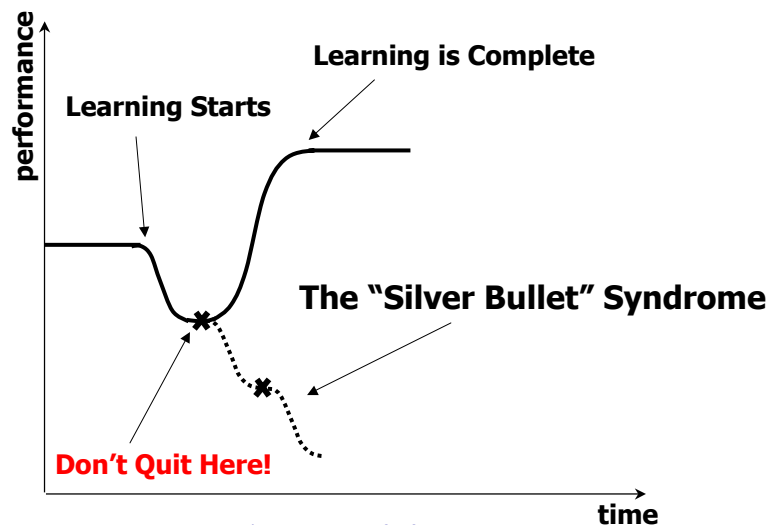 performance
Learning is Complete
Learning Starts
The “Silver Bullet” Syndrome
Don’t Quit Here!
time